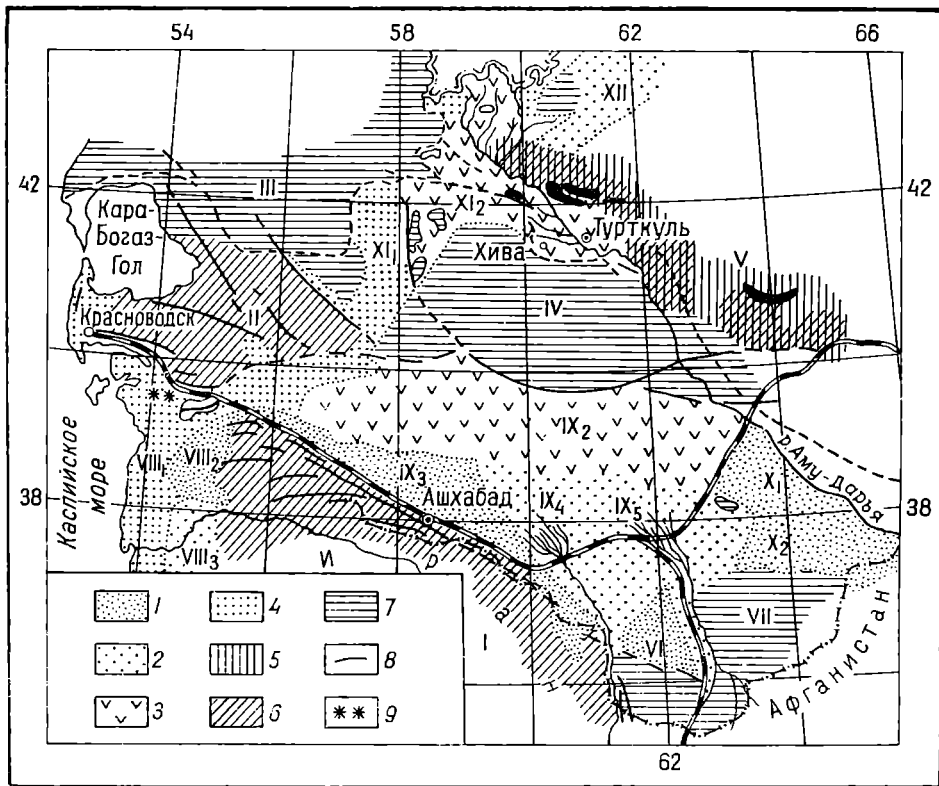 54 58 62 66
XII
42 42
III
XI₂
Кара-
Богаз-
Гол
XI₁
Турткуль
Хива
V
II
IV
Красноводск
IX₂
р. Аму-дарья
VIII₁ VIII₂
IX₃
X₁
Каспийское
море
38 38
Ашхабад
IX₄ IX₅
X₂
VIII₃
И р а н
I
VII
VI
Афганистан
1 4 7
2 5 8
3 6 9
62